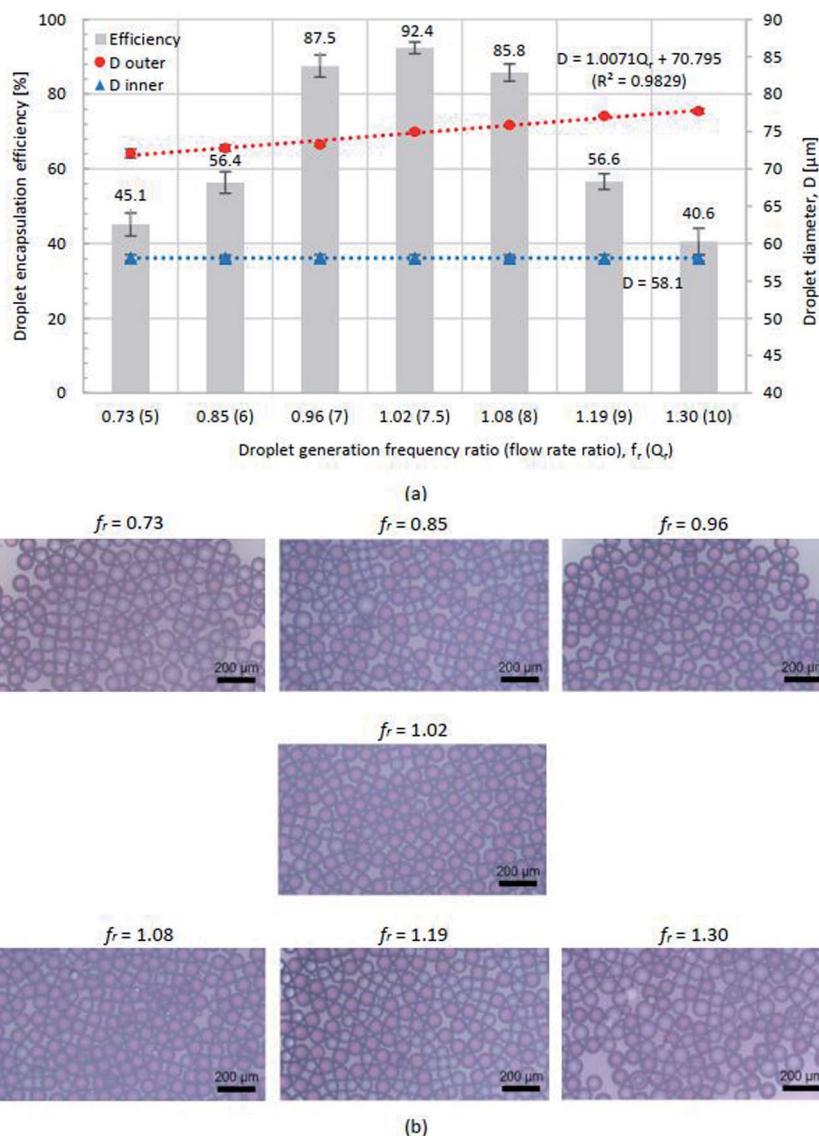 Droplet encapsulation efficiency [%]
100
80
60
40
20
0
Efficiency
D outer
D inner
45.1
56.4
87.5
92.4
85.8
56.6
40.6
D = 1.0071Qr + 70.795
(R² = 0.9829)
D = 58.1
90
85
80
75
70
65
60
55
50
45
40
Droplet diameter, D [μm]
0.73 (5) 0.85 (6) 0.96 (7) 1.02 (7.5) 1.08 (8) 1.19 (9) 1.30 (10)
Droplet generation frequency ratio (flow rate ratio), fr (Qr)
(a)
fr = 0.73 fr = 0.85 fr = 0.96
200 μm 200 μm 200 μm
fr = 1.02
200 μm
fr = 1.08 fr = 1.19 fr = 1.30
200 μm 200 μm 200 μm
(b)